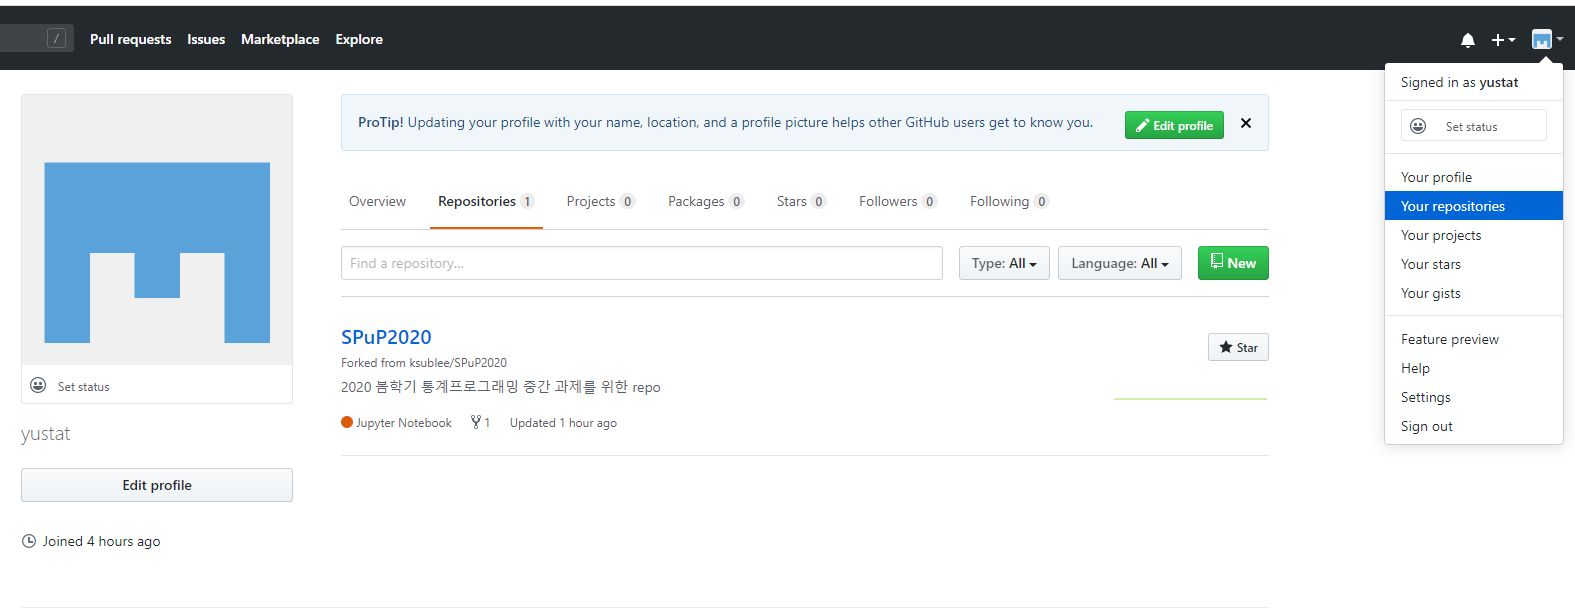 / Pull requests Issues Marketplace Explore
Signed in as yustat
Set status
Your profile
Your repositories
Your projects
Your stars
Your gists
Feature preview
Help
Settings
Sign out
ProTip! Updating your profile with your name, location, and a profile picture helps other GitHub users get to know you. Edit profile
Overview Repositories 1 Projects 0 Packages 0 Stars 0 Followers 0 Following 0
Find a repository... Type: All Language: All New
SPuP2020
Star
Forked from ksublee/SPuP2020
2020 봄학기 통계프로그래밍 중간 과제를 위한 repo
Jupyter Notebook 1 Updated 1 hour ago
Set status
yustat
Edit profile
Joined 4 hours ago